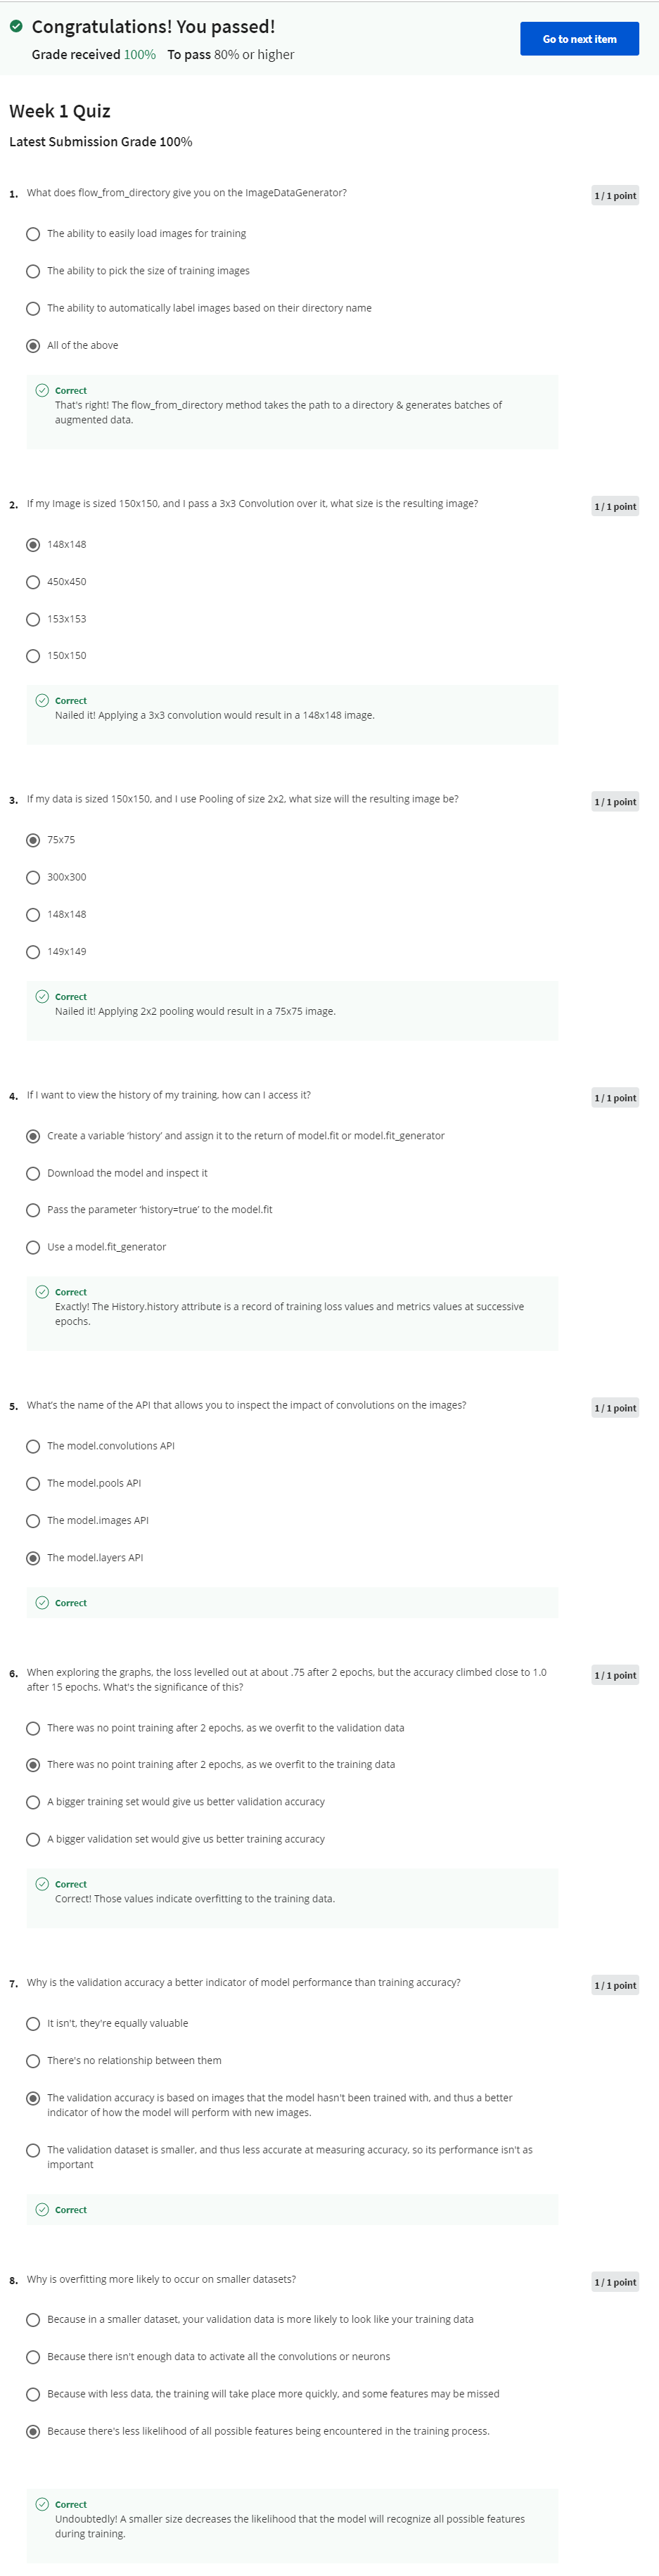 Congratulations! You passed!
Grade received 100% To pass 80% or higher
Go to next item
Week 1 Quiz
Latest Submission Grade 100%
1. What does flow_from_directory give you on the ImageDataGenerator?
1 / 1 point
The ability to easily load images for training
The ability to pick the size of training images
The ability to automatically label images based on their directory name
All of the above
Correct
That's right! The flow_from_directory method takes the path to a directory & generates batches of
augmented data.
2. If my Image is sized 150x150, and I pass a 3x3 Convolution over it, what size is the resulting image?
1 / 1 point
148x148
450x450
153x153
150x150
Correct
Nailed it! Applying a 3x3 convolution would result in a 148x148 image.
3. If my data is sized 150x150, and I use Pooling of size 2x2, what size will the resulting image be?
1 / 1 point
75x75
300x300
148x148
149x149
Correct
Nailed it! Applying 2x2 pooling would result in a 75x75 image.
4. If I want to view the history of my training, how can I access it?
1 / 1 point
Create a variable ‘history’ and assign it to the return of model.fit or model.fit_generator
Download the model and inspect it
Pass the parameter ‘history=true’ to the model.fit
Use a model.fit_generator
Correct
Exactly! The History.history attribute is a record of training loss values and metrics values at successive
epochs.
5. What’s the name of the API that allows you to inspect the impact of convolutions on the images?
1 / 1 point
The model.convolutions API
The model.pools API
The model.images API
The model.layers API
Correct
6. When exploring the graphs, the loss levelled out at about .75 after 2 epochs, but the accuracy climbed close to 1.0
after 15 epochs. What's the significance of this?
1 / 1 point
There was no point training after 2 epochs, as we overfit to the validation data
There was no point training after 2 epochs, as we overfit to the training data
A bigger training set would give us better validation accuracy
A bigger validation set would give us better training accuracy
Correct
Correct! Those values indicate overfitting to the training data.
7. Why is the validation accuracy a better indicator of model performance than training accuracy?
1 / 1 point
It isn't, they're equally valuable
There's no relationship between them
The validation accuracy is based on images that the model hasn't been trained with, and thus a better
indicator of how the model will perform with new images.
The validation dataset is smaller, and thus less accurate at measuring accuracy, so its performance isn't as
important
Correct
8. Why is overfitting more likely to occur on smaller datasets?
1 / 1 point
Because in a smaller dataset, your validation data is more likely to look like your training data
Because there isn't enough data to activate all the convolutions or neurons
Because with less data, the training will take place more quickly, and some features may be missed
Because there's less likelihood of all possible features being encountered in the training process.
Correct
Undoubtedly! A smaller size decreases the likelihood that the model will recognize all possible features
during training.